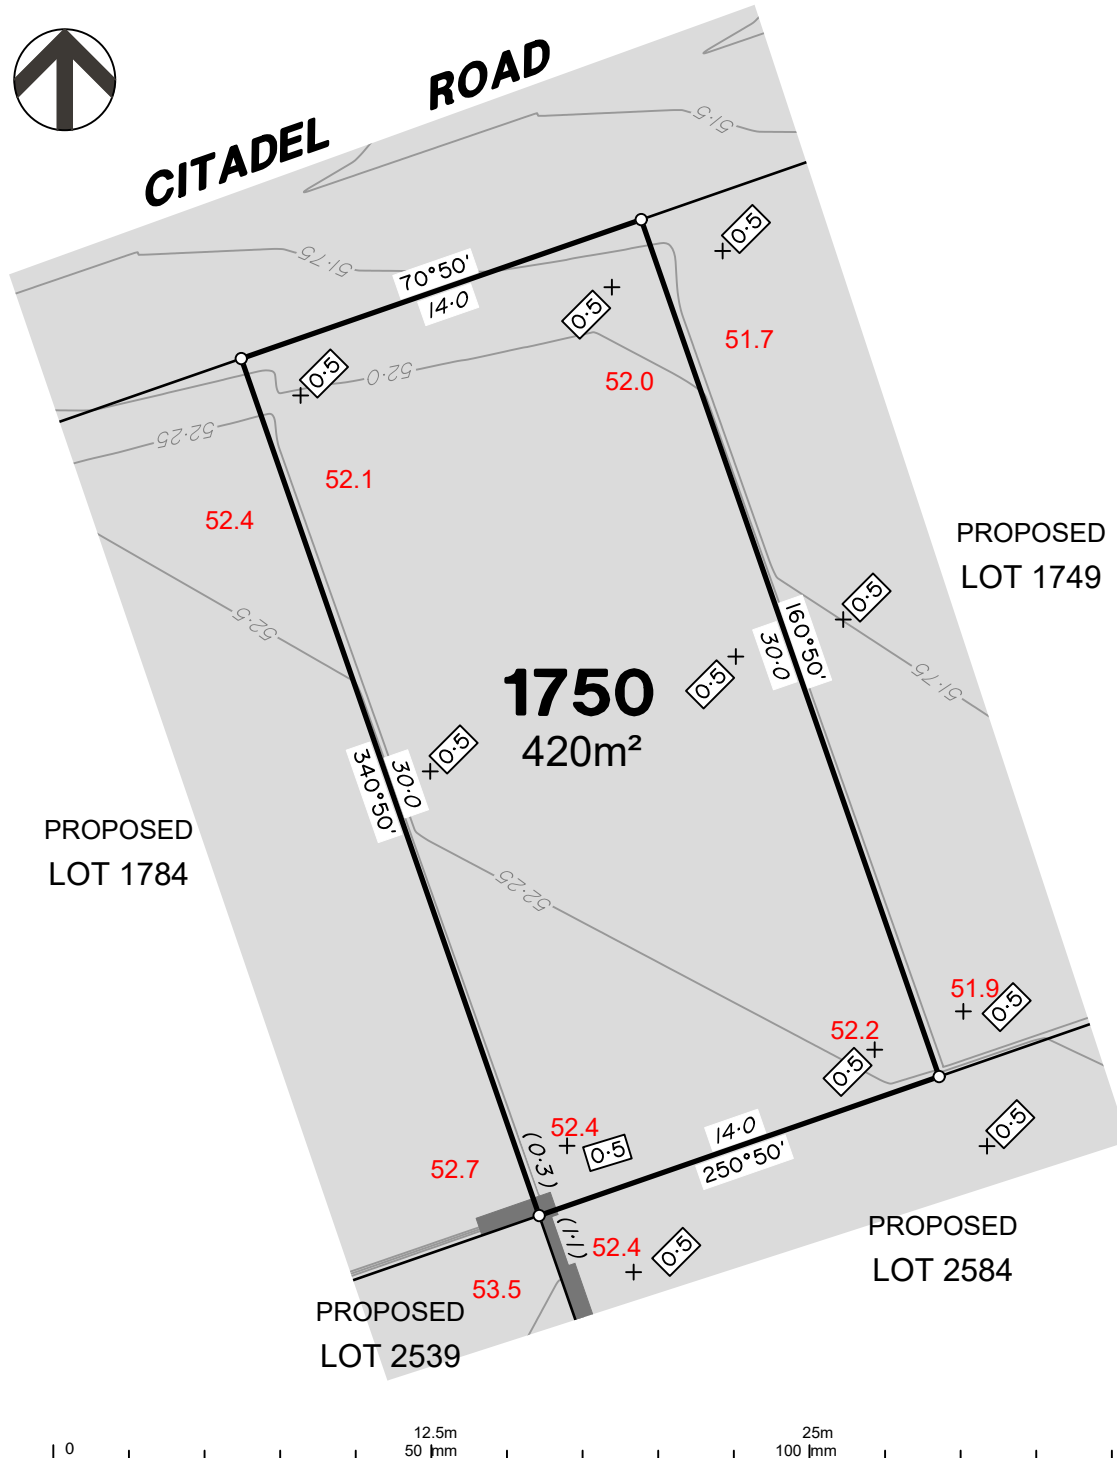 CITADEL ROAD
51·5
0·5
51·75
70°50'
14·0
0·5
51.7
52·0
52.0
0·5
52·25
52.1
52.4
PROPOSED
LOT 1749
0·5
52·5
160°50'
30·0
0·5
51·75
1750
420m²
0·5
340°50'
30·0
PROPOSED
LOT 1784
52·25
51.9
0·5
52.2
0·5
52.4
0·5
(0·3)
14·0
250°50'
0·5
52.7
(1·1)
52.4
0·5
PROPOSED
LOT 2584
53.5
PROPOSED
LOT 2539
0
12.5m
50 mm
25m
100 mm